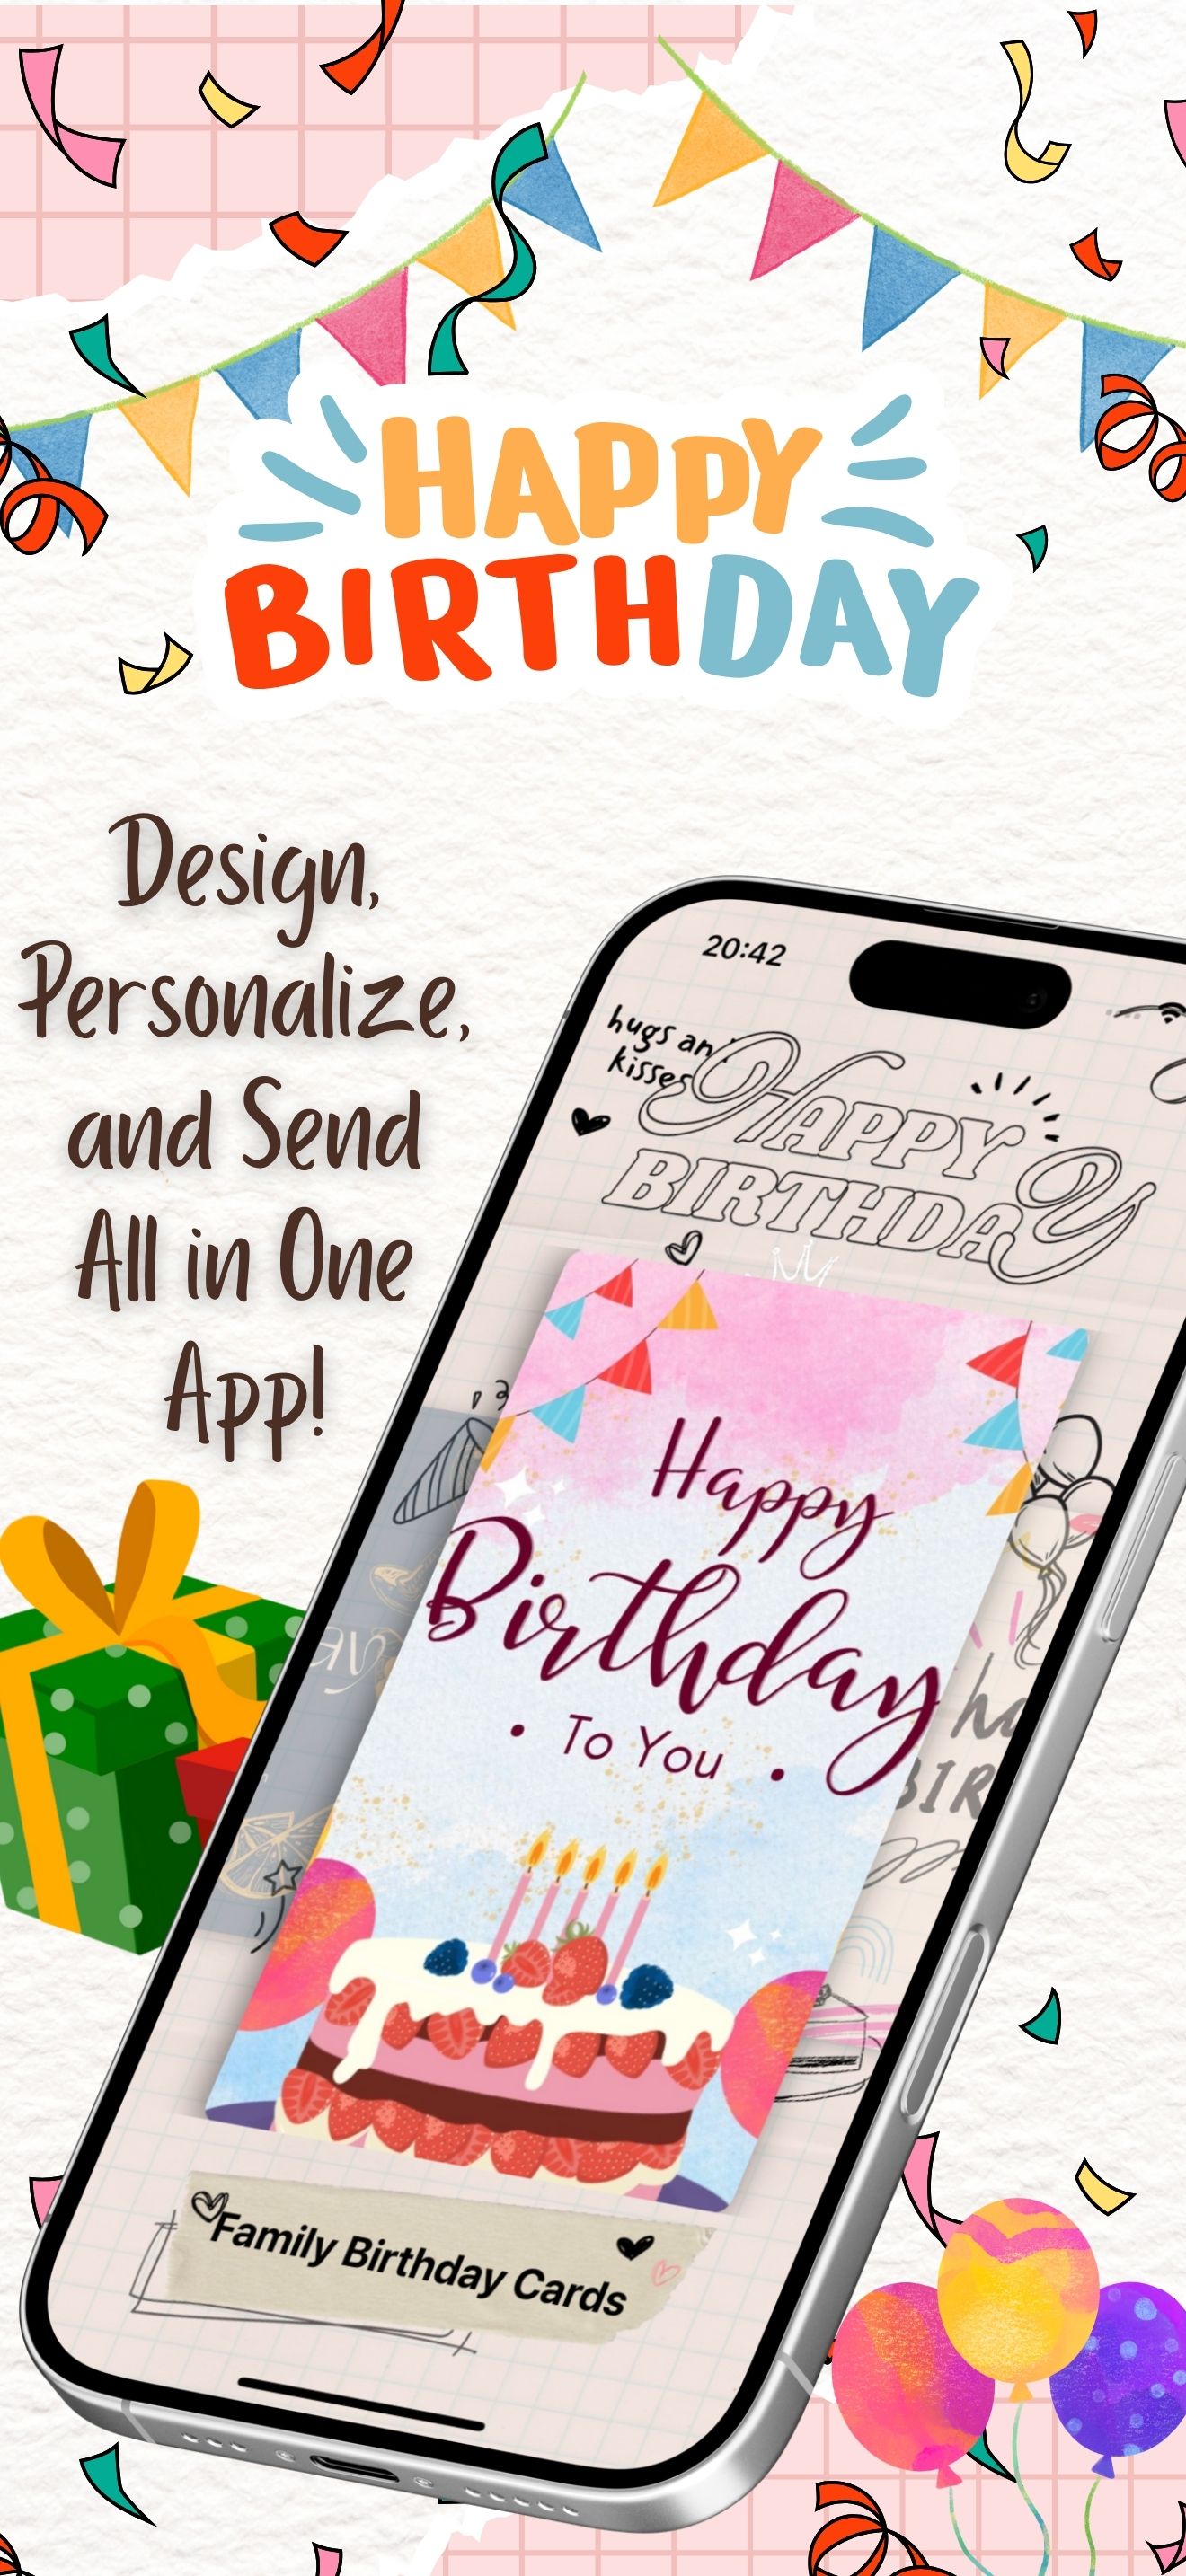 HAPPY
BIRTHDAY
Design,
Personalize,
and Send
All in One
App!
20:42
hugs and
kisses
HAPPY
BIRTHDAY
Happy
Birthday
To You
Family Birthday Cards